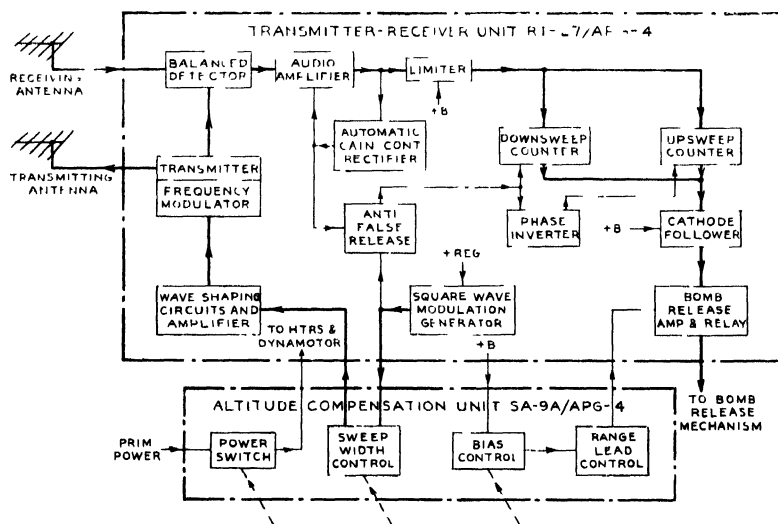 TRANSMITTER-RECEIVER UNIT
RECEIVING
ANTENNA
BALANCED
DETECTOR
AUDIO
AMPLIFIER
LIMITER
+B
AUTOMATIC
GAIN CONT
RECTIFIER
DOWNSWEEP
COUNTER
UPSWEEP
COUNTER
TRANSMITTING
ANTENNA
TRANSMITTER
FREQUENCY
MODULATOR
ANTI
FALSE
RELEASE
PHASE
INVERTER
+B
CATHODE
FOLLOWER
+REG
WAVE SHAPING
CIRCUITS AND
AMPLIFIER
TO HTRS &
DYNAMOTOR
SQUARE WAVE
MODULATION
GENERATOR
+B
BOMB
RELEASE
AMP & RELAY
ALTITUDE COMPENSATION UNIT SA-9A/APG-4
TO BOMB
RELEASE
MECHANISM
PRIM
POWER
POWER
SWITCH
SWEEP
WIDTH
CONTROL
BIAS
CONTROL
RANGE
LEAD
CONTROL